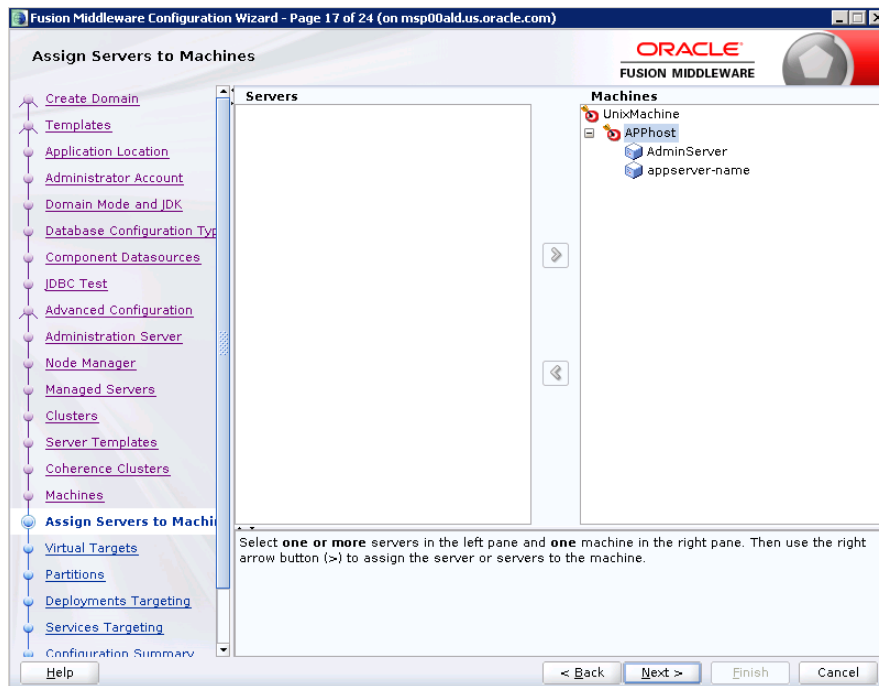 Fusion Middleware Configuration Wizard - Page 17 of 24 (on msp00ald.us.oracle.com)
Assign Servers to Machines
ORACLE
FUSION MIDDLEWARE
Create Domain
Templates
Application Location
Administrator Account
Domain Mode and JDK
Database Configuration Typ
Component Datasources
JDBC Test
Advanced Configuration
Administration Server
Node Manager
Managed Servers
Clusters
Server Templates
Coherence Clusters
Machines
Assign Servers to Machi
Virtual Targets
Partitions
Deployments Targeting
Services Targeting
Configuration Summary
Servers
Machines
UnixMachine
APPhost
AdminServer
appserver-name
Select one or more servers in the left pane and one machine in the right pane. Then use the right
arrow button (>) to assign the server or servers to the machine.
Help
< Back
Next >
Finish
Cancel